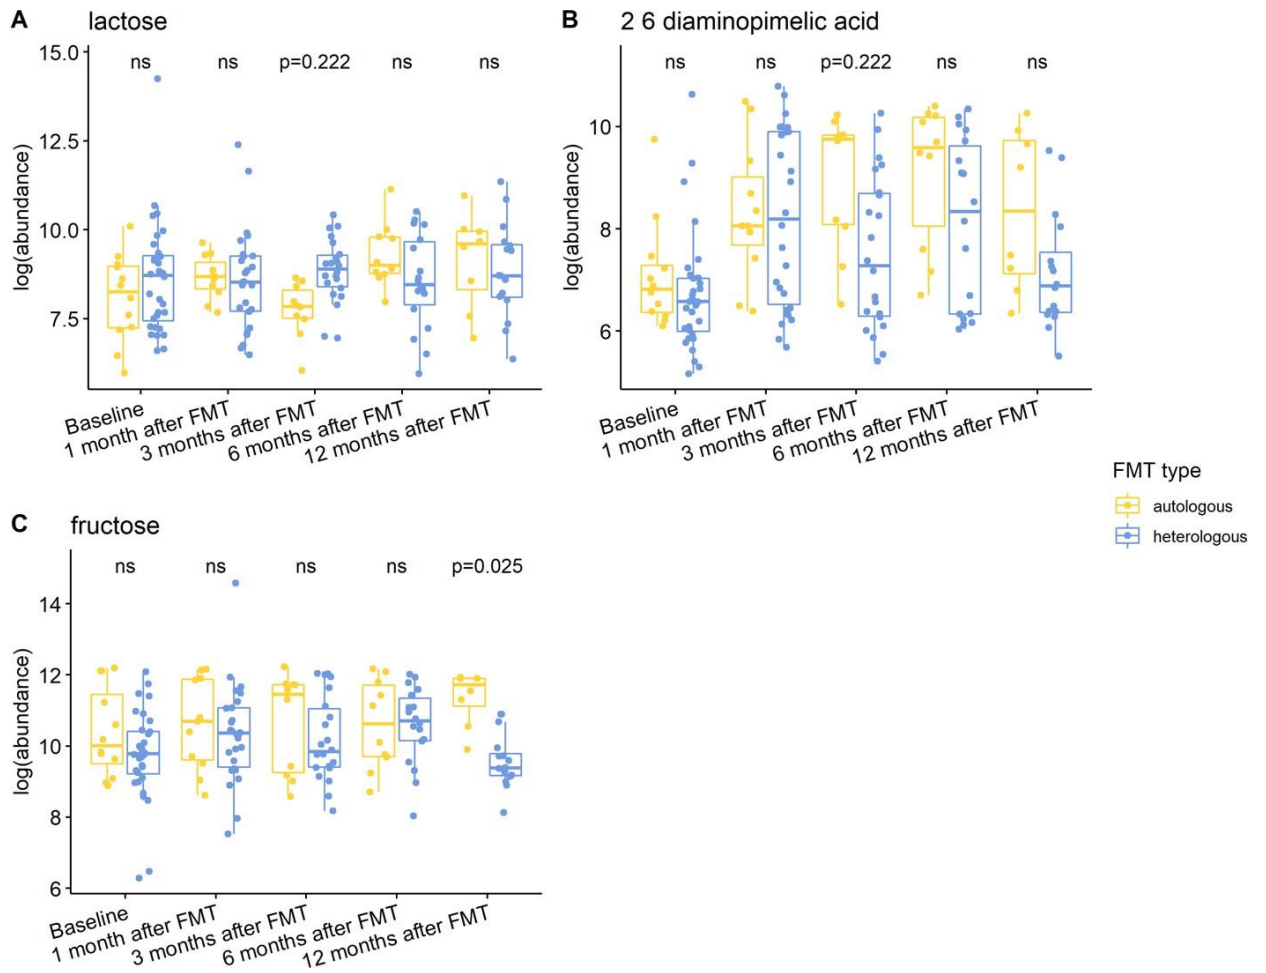 A lactose
15.0
12.5
10.0
7.5
log(abundance)
ns ns p=0.222 ns ns
Baseline
1 month after FMT
3 months after FMT
6 months after FMT
12 months after FMT
B 2 6 diaminopimelic acid
10
8
6
log(abundance)
ns ns p=0.222 ns ns
Baseline
1 month after FMT
3 months after FMT
6 months after FMT
12 months after FMT
FMT type
autologous
heterologous
C fructose
14
12
10
8
6
log(abundance)
ns ns ns ns p=0.025
Baseline
1 month after FMT
3 months after FMT
6 months after FMT
12 months after FMT